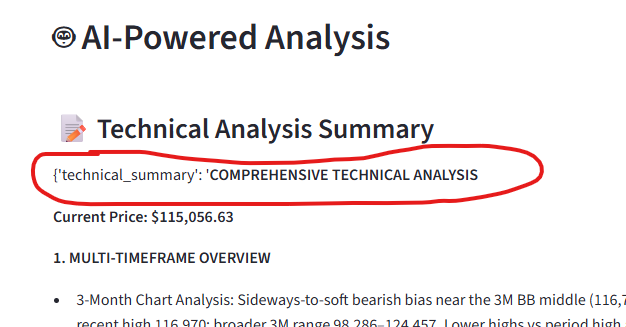 AI-Powered Analysis
Technical Analysis Summary
{'technical_summary': 'COMPREHENSIVE TECHNICAL ANALYSIS
Current Price: $115,056.63
1. MULTI-TIMEFRAME OVERVIEW
• 3-Month Chart Analysis: Sideways-to-soft bearish bias near the 3M BB middle (116,7
recent high 116,970; broader 3M range 98,286–124,457. Lower highs vs period high